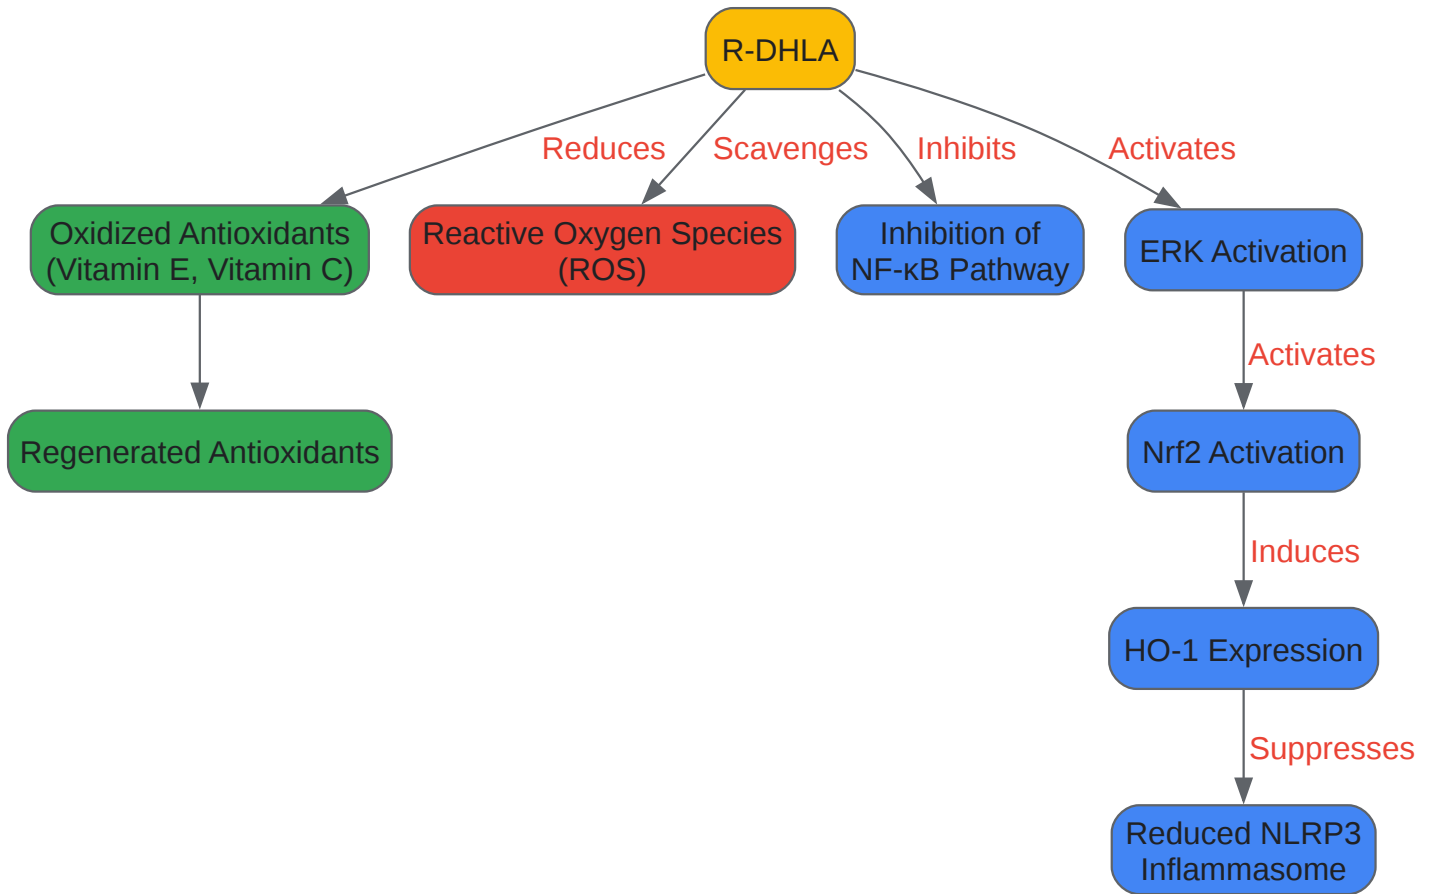 R-DHLA
Reduces
Scavenges
Inhibits
Activates
Oxidized Antioxidants
(Vitamin E, Vitamin C)
Reactive Oxygen Species
(ROS)
Inhibition of
NF-κB Pathway
ERK Activation
Activates
Regenerated Antioxidants
Nrf2 Activation
Induces
HO-1 Expression
Suppresses
Reduced NLRP3
Inflammasome